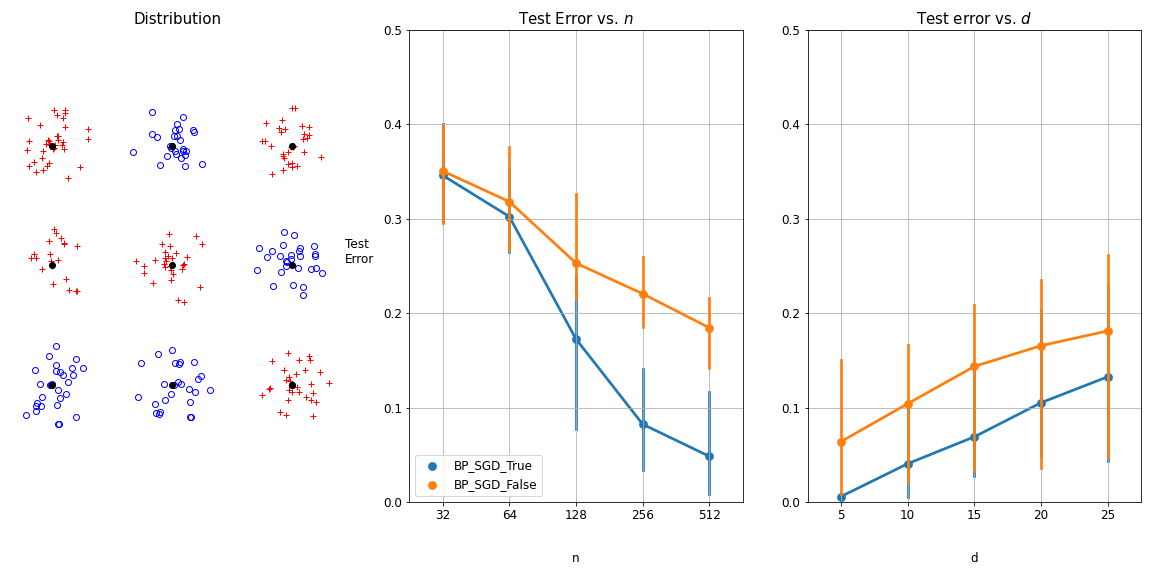 Distribution
Test Error vs. n
Test error vs. d
0.5
0.4
0.3
0.2
0.1
0.0
Test
Error
BP_SGD_True
BP_SGD_False
32 64 128 256 512
n
0.5
0.4
0.3
0.2
0.1
0.0
5 10 15 20 25
d